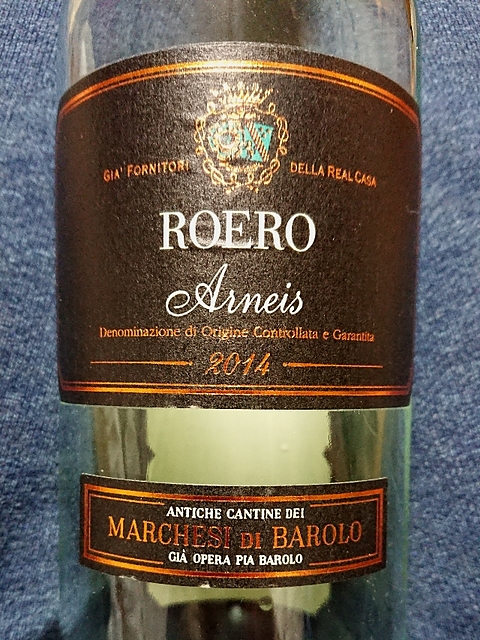 GIA' FORNITORI DELLA REAL CASA
ROERO
Arneis
Denominazione di Origine Controllata e Garantita
2014
ANTICHE CANTINE DEI
MARCHESI DI BAROLO
GIÀ OPERA PIA BAROLO